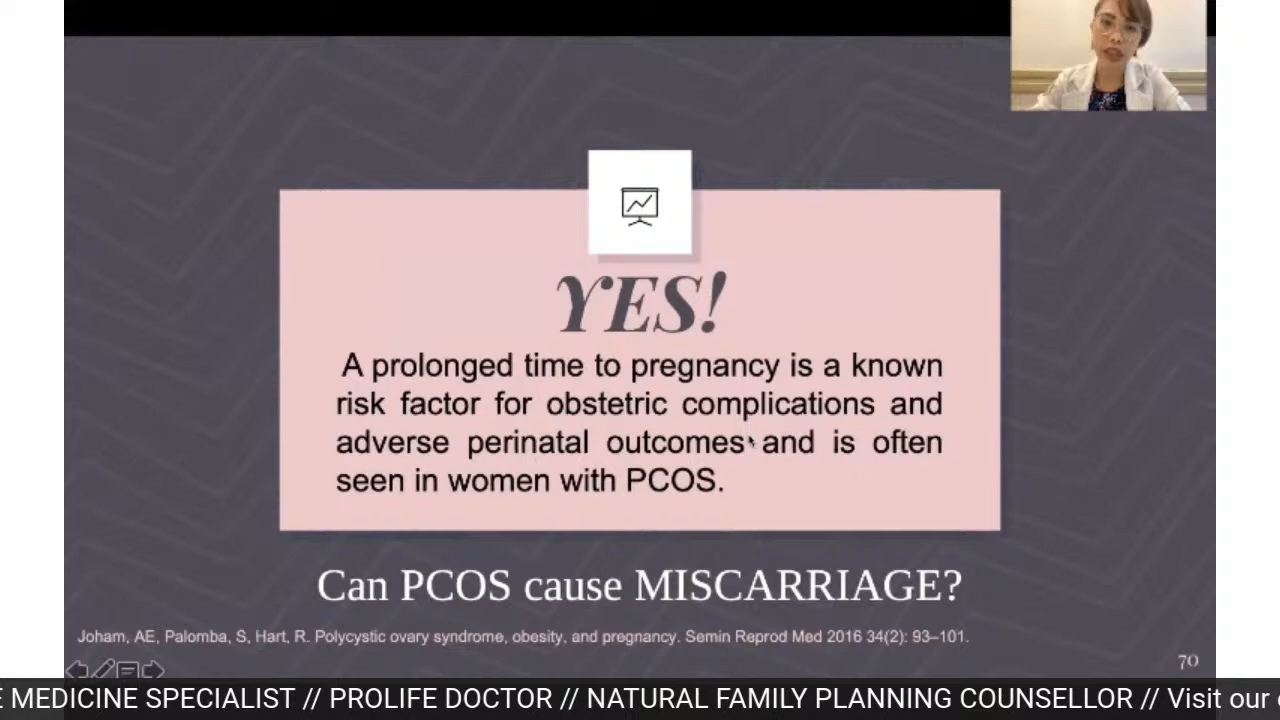 YES!
A prolonged time to pregnancy is a known
risk factor for obstetric complications and
adverse perinatal outcomes and is often
seen in women with PCOS.
Can PCOS cause MISCARRIAGE?
Joham, AE, Palomba, S, Hart, R. Polycystic ovary syndrome, obesity, and pregnancy. Semin Reprod Med 2016 34(2): 93–101.
70
E MEDICINE SPECIALIST // PROLIFE DOCTOR // NATURAL FAMILY PLANNING COUNSELLOR // Visit our